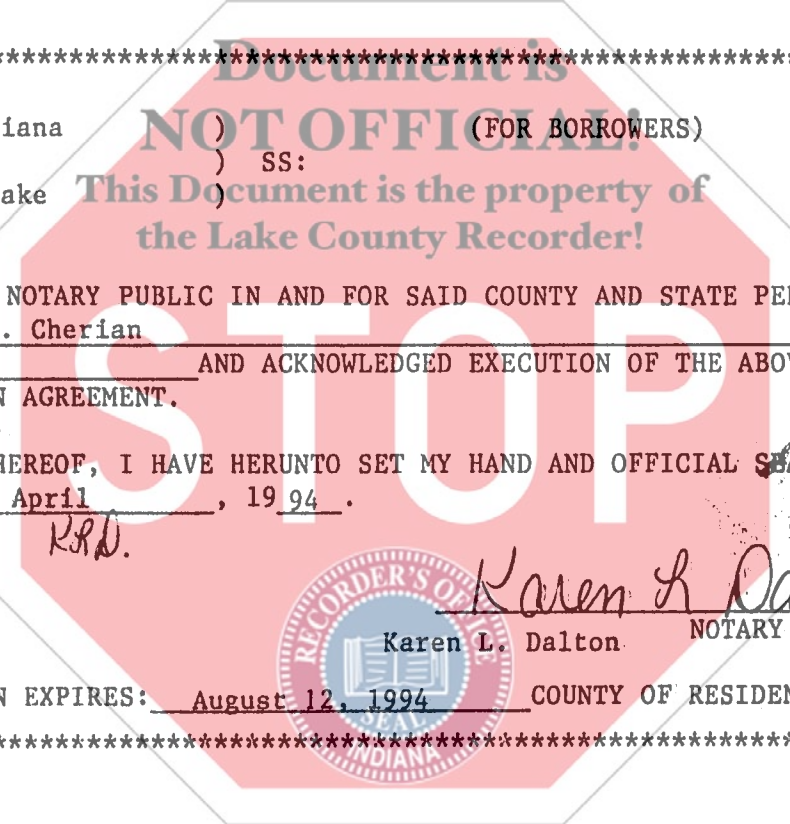 ************************************************************
Document is
NOT OFFICIAL!
iana ) (FOR BORROWERS)
) SS:
ake )
This Document is the property of
the Lake County Recorder!
NOTARY PUBLIC IN AND FOR SAID COUNTY AND STATE PE
. Cherian
STOP
AND ACKNOWLEDGED EXECUTION OF THE ABO
N AGREEMENT.
HEREOF, I HAVE HERUNTO SET MY HAND AND OFFICIAL
April , 19 94 .
K.R.D.
Karen L Da
Karen L. Dalton NOTARY
RECORDER'S OFFICE
SEAL
INDIANA
N EXPIRES: August 12, 1994 COUNTY OF RESIDEN
************************************************************